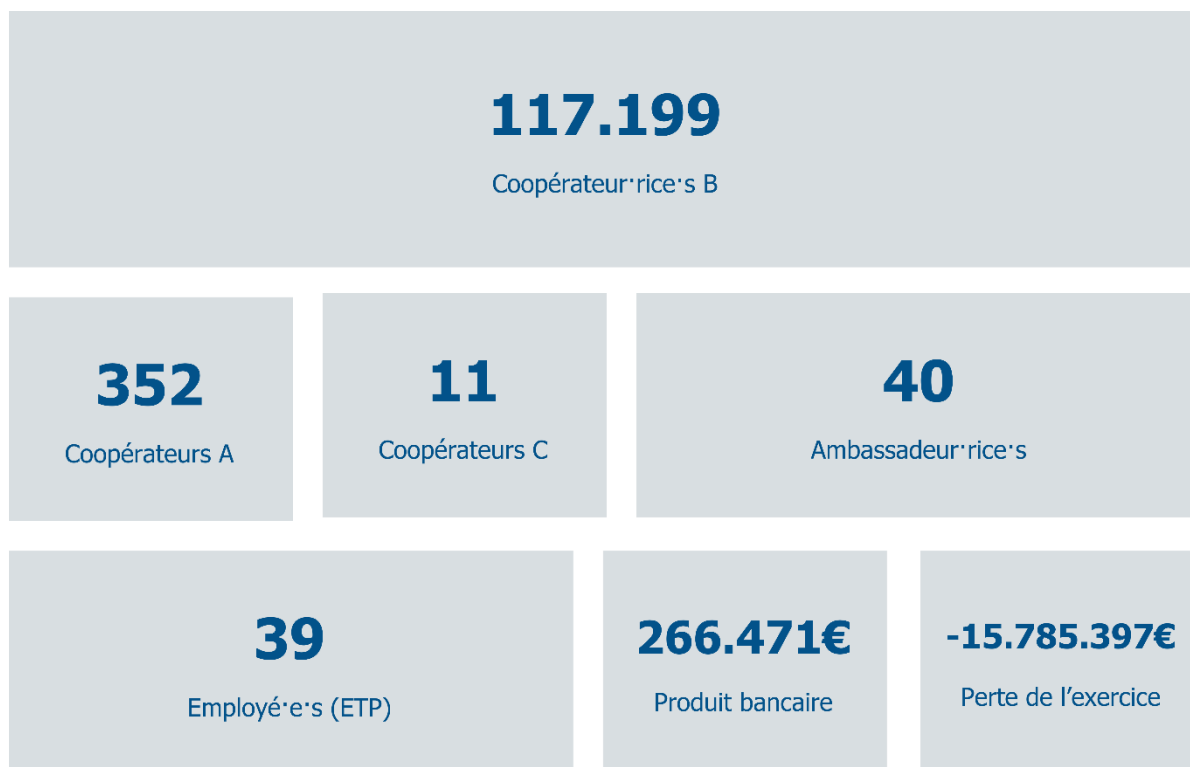 117.199
Coopérateur·rice·s B
352
Coopérateurs A
11
Coopérateurs C
40
Ambassadeur·rice·s
39
Employé·e·s (ETP)
266.471€
Produit bancaire
-15.785.397€
Perte de l’exercice